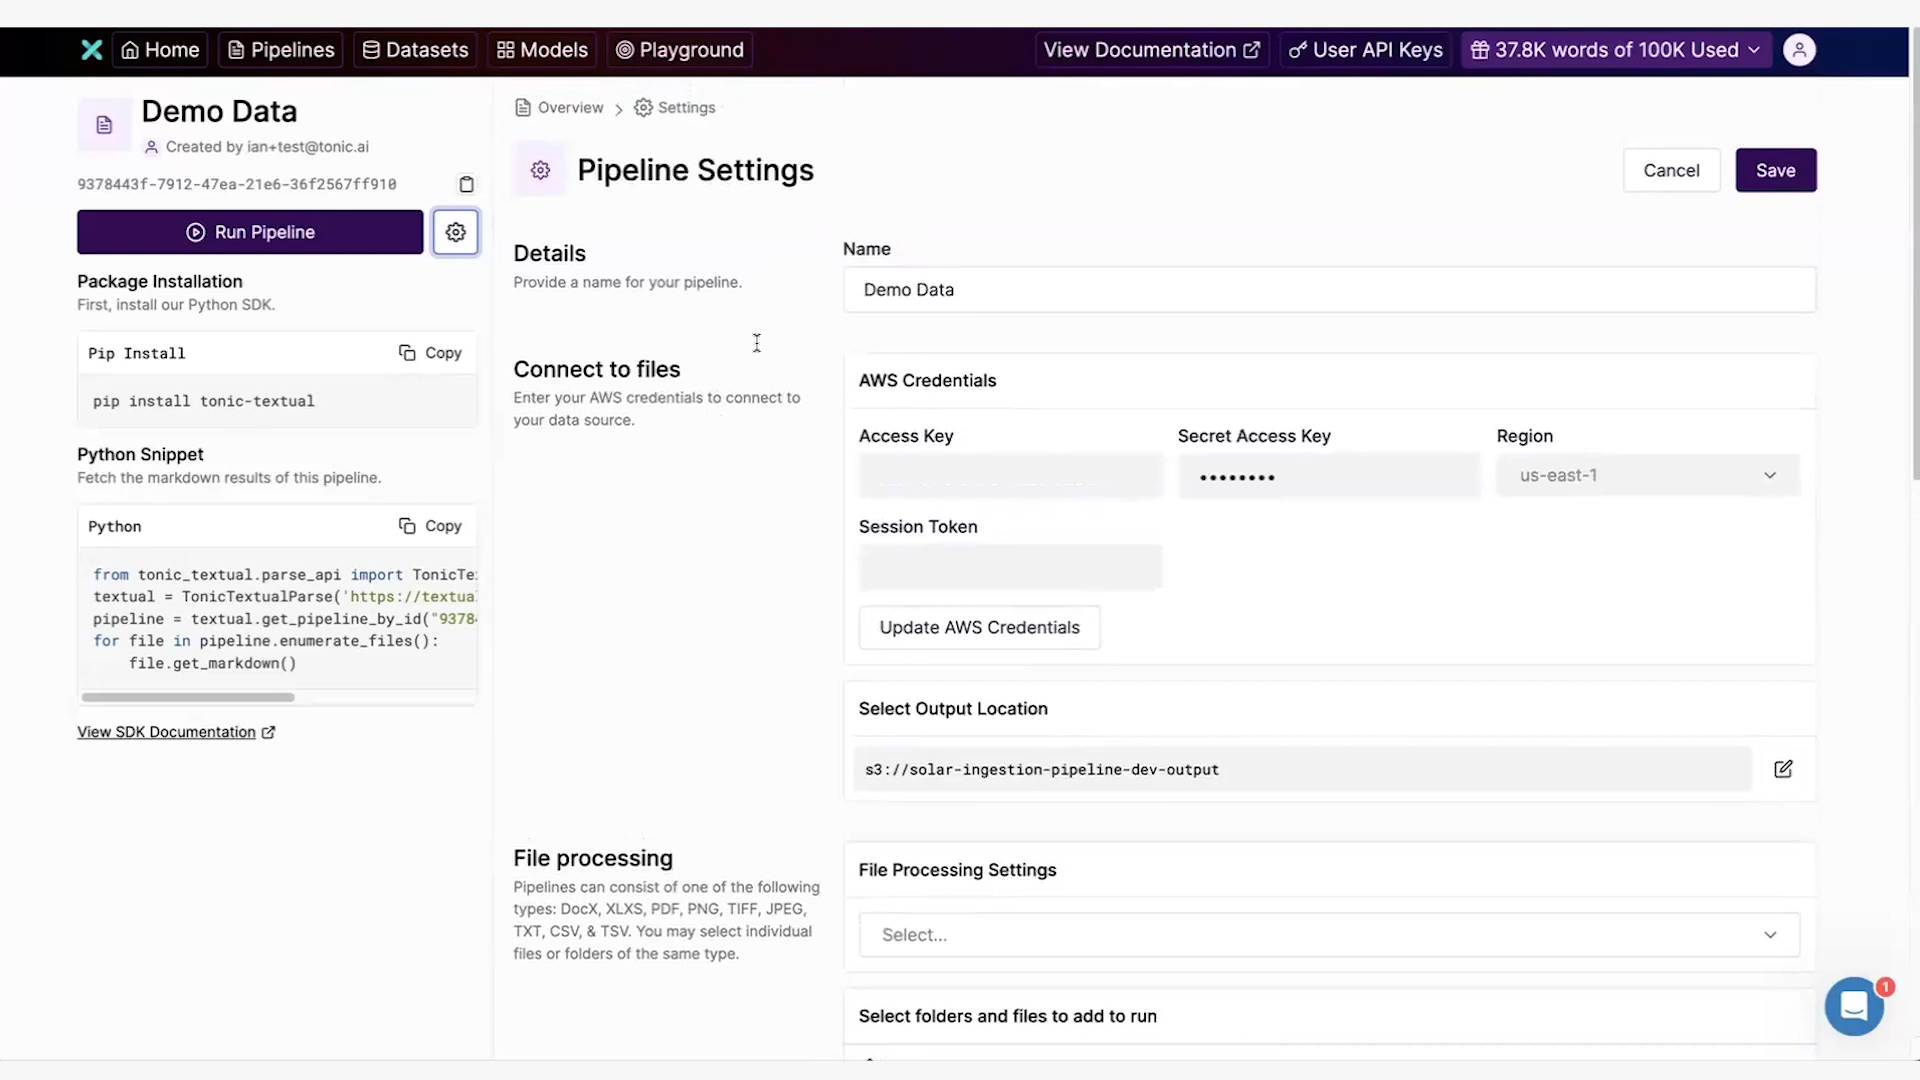 Home
Pipelines
Datasets
Models
Playground
View Documentation
User API Keys
37.8K words of 100K Used
Demo Data
Created by ian+test@tonic.ai
9378443f-7912-47ea-21e6-36f2567ff910
Run Pipeline
Package Installation
First, install our Python SDK.
Pip Install
Copy
pip install tonic-textual
Python Snippet
Fetch the markdown results of this pipeline.
Python
Copy
from tonic_textual.parse_api import TonicTe
textual = TonicTextualParse('https://textua
pipeline = textual.get_pipeline_by_id("9378
for file in pipeline.enumerate_files():
file.get_markdown()
View SDK Documentation
Overview > Settings
Pipeline Settings
Cancel
Save
Details
Provide a name for your pipeline.
Name
Demo Data
Connect to files
Enter your AWS credentials to connect to
your data source.
AWS Credentials
Access Key
Secret Access Key
••••••••
Region
us-east-1
Session Token
Update AWS Credentials
Select Output Location
s3://solar-ingestion-pipeline-dev-output
File processing
Pipelines can consist of one of the following
types: DocX, XLXS, PDF, PNG, TIFF, JPEG,
TXT, CSV, & TSV. You may select individual
files or folders of the same type.
File Processing Settings
Select...
Select folders and files to add to run
1